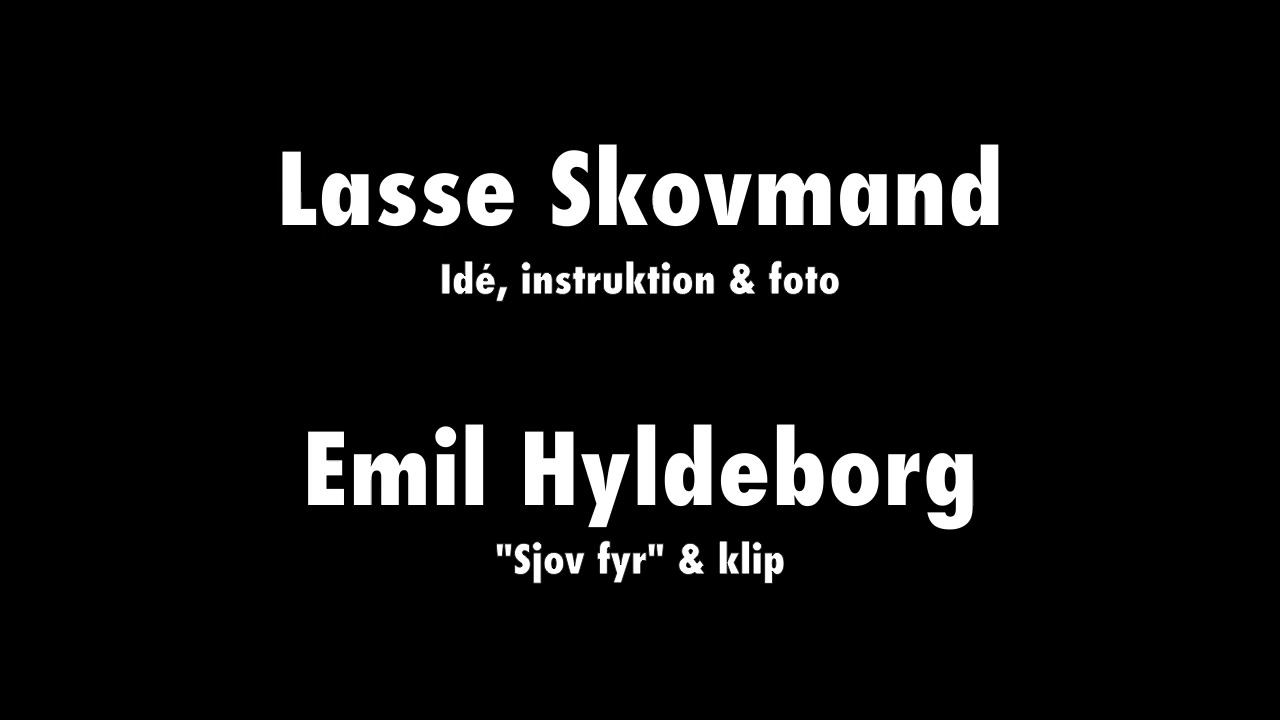 Lasse Skovmand
Idé, instruktion & foto
Emil Hyldeborg
"Sjov fyr" & klip